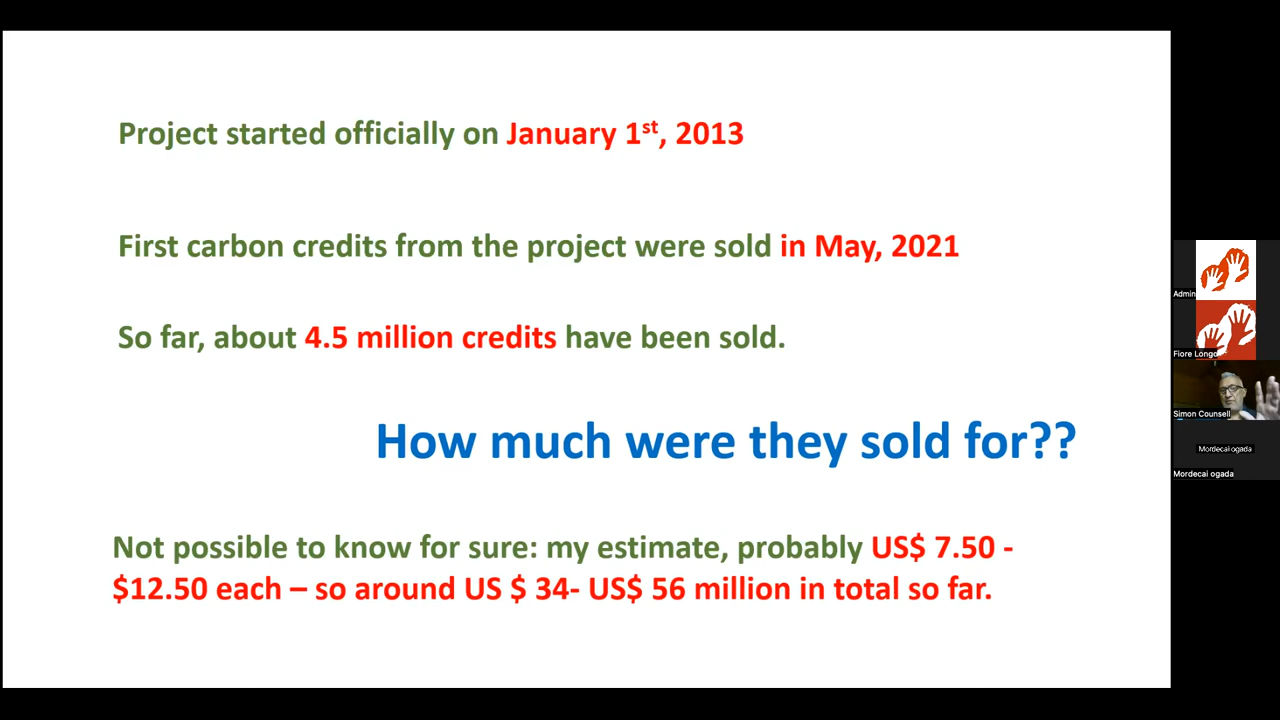 Project started officially on January 1st, 2013
First carbon credits from the project were sold in May, 2021
So far, about 4.5 million credits have been sold.
How much were they sold for??
Not possible to know for sure: my estimate, probably US$ 7.50 -
$12.50 each – so around US $ 34- US$ 56 million in total so far.
Admin
Fiore Longo
Simon Counsell
Mordecai ogada
Mordecai ogada